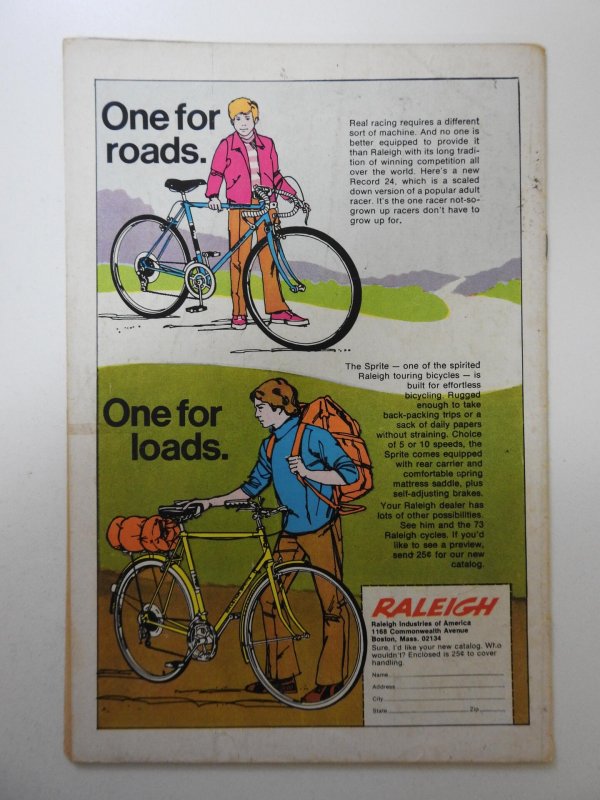 One for
roads.
Real racing requires a different
sort of machine. And no one is
better equipped to provide it
than Raleigh with its long tradi-
tion of winning competition all
over the world. Here's a new
Record 24, which is a scaled
down version of a popular adult
racer. It's the one racer not-so-
grown up racers don't have to
grow up for.
One for
loads.
The Sprite — one of the spirited
Raleigh touring bicycles — is
built for effortless
bicycling. Rugged
enough to take
back-packing trips or a
sack of daily papers
without straining. Choice
of 5 or 10 speeds, the
Sprite comes equipped
with rear carrier and
comfortable spring
mattress saddle, plus
self-adjusting brakes.
Your Raleigh dealer has
lots of other possibilities.
See him and the 73
Raleigh cycles. If you'd
like to see a preview,
send 25¢ for our new
catalog.
RALEIGH
Raleigh Industries of America
1168 Commonwealth Avenue
Boston, Mass. 02134
Sure, I'd like your new catalog. Who
wouldn't? Enclosed is 25¢ to cover
handling.
Name
Address
City
State Zip